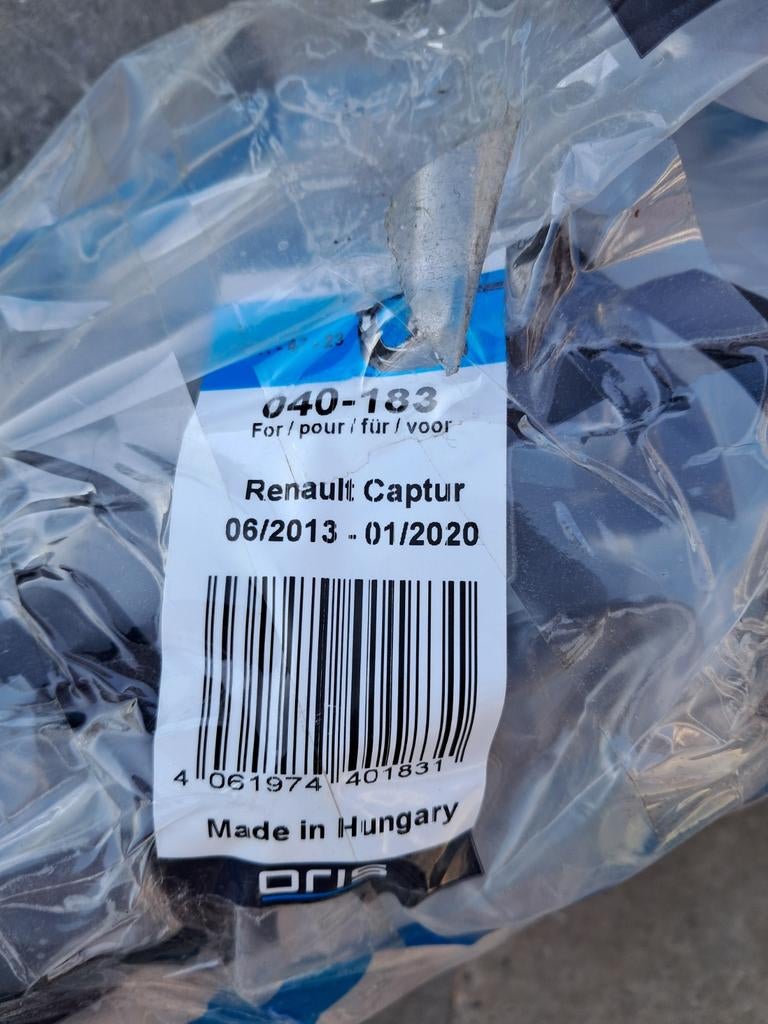 040-183
For / pour / für / voor
Renault Captur
06/2013 - 01/2020
4 061974 401831
Made in Hungary
oris